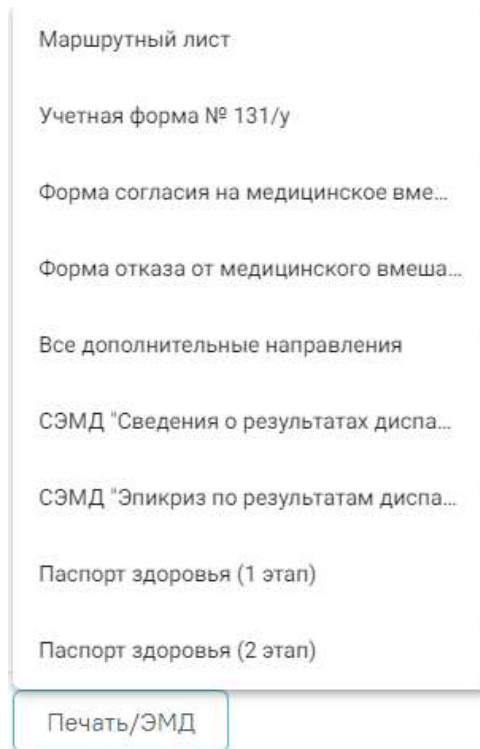 Маршрутный лист
Учетная форма № 131/у
Форма согласия на медицинское вме...
Форма отказа от медицинского вмеша...
Все дополнительные направления
СЭМД "Сведения о результатах диспа...
СЭМД "Эпикриз по результатам диспа...
Паспорт здоровья (1 этап)
Паспорт здоровья (2 этап)
Печать/ЭМД